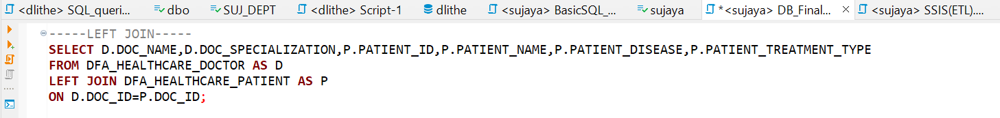 <dlithe> SQL_queri... dbo SUJ_DEPT <dlithe> Script-1 dlithe <sujaya> BasicSQL_... sujaya *<sujaya> DB_Final... <sujaya> SSIS(ETL)....
-----LEFT JOIN-----
SELECT D.DOC_NAME,D.DOC_SPECIALIZATION,P.PATIENT_ID,P.PATIENT_NAME,P.PATIENT_DISEASE,P.PATIENT_TREATMENT_TYPE
FROM DFA_HEALTHCARE_DOCTOR AS D
LEFT JOIN DFA_HEALTHCARE_PATIENT AS P
ON D.DOC_ID=P.DOC_ID;